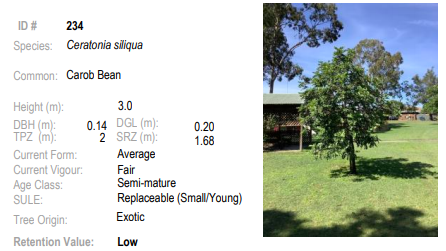 ID # 234
Species: Ceratonia siliqua
Common: Carob Bean
Height (m): 3.0
DBH (m): 0.14 DGL (m): 0.20
TPZ (m): 2 SRZ (m): 1.68
Current Form: Average
Current Vigour: Fair
Age Class: Semi-mature
SULE: Replaceable (Small/Young)
Tree Origin: Exotic
Retention Value: Low